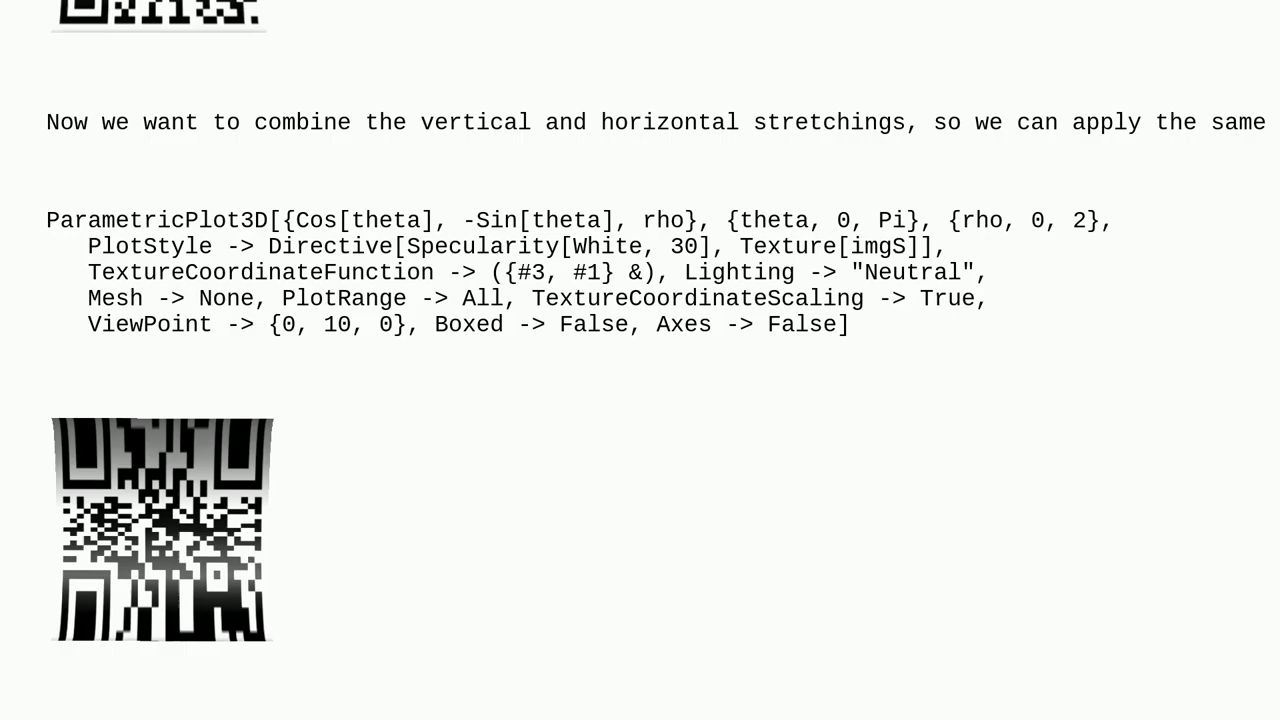 Now we want to combine the vertical and horizontal stretchings, so we can apply the same
ParametricPlot3D[{Cos[theta], -Sin[theta], rho}, {theta, 0, Pi}, {rho, 0, 2},
PlotStyle -> Directive[Specularity[White, 30], Texture[imgS]],
TextureCoordinateFunction -> ({#3, #1} &), Lighting -> "Neutral",
Mesh -> None, PlotRange -> All, TextureCoordinateScaling -> True,
ViewPoint -> {0, 10, 0}, Boxed -> False, Axes -> False]